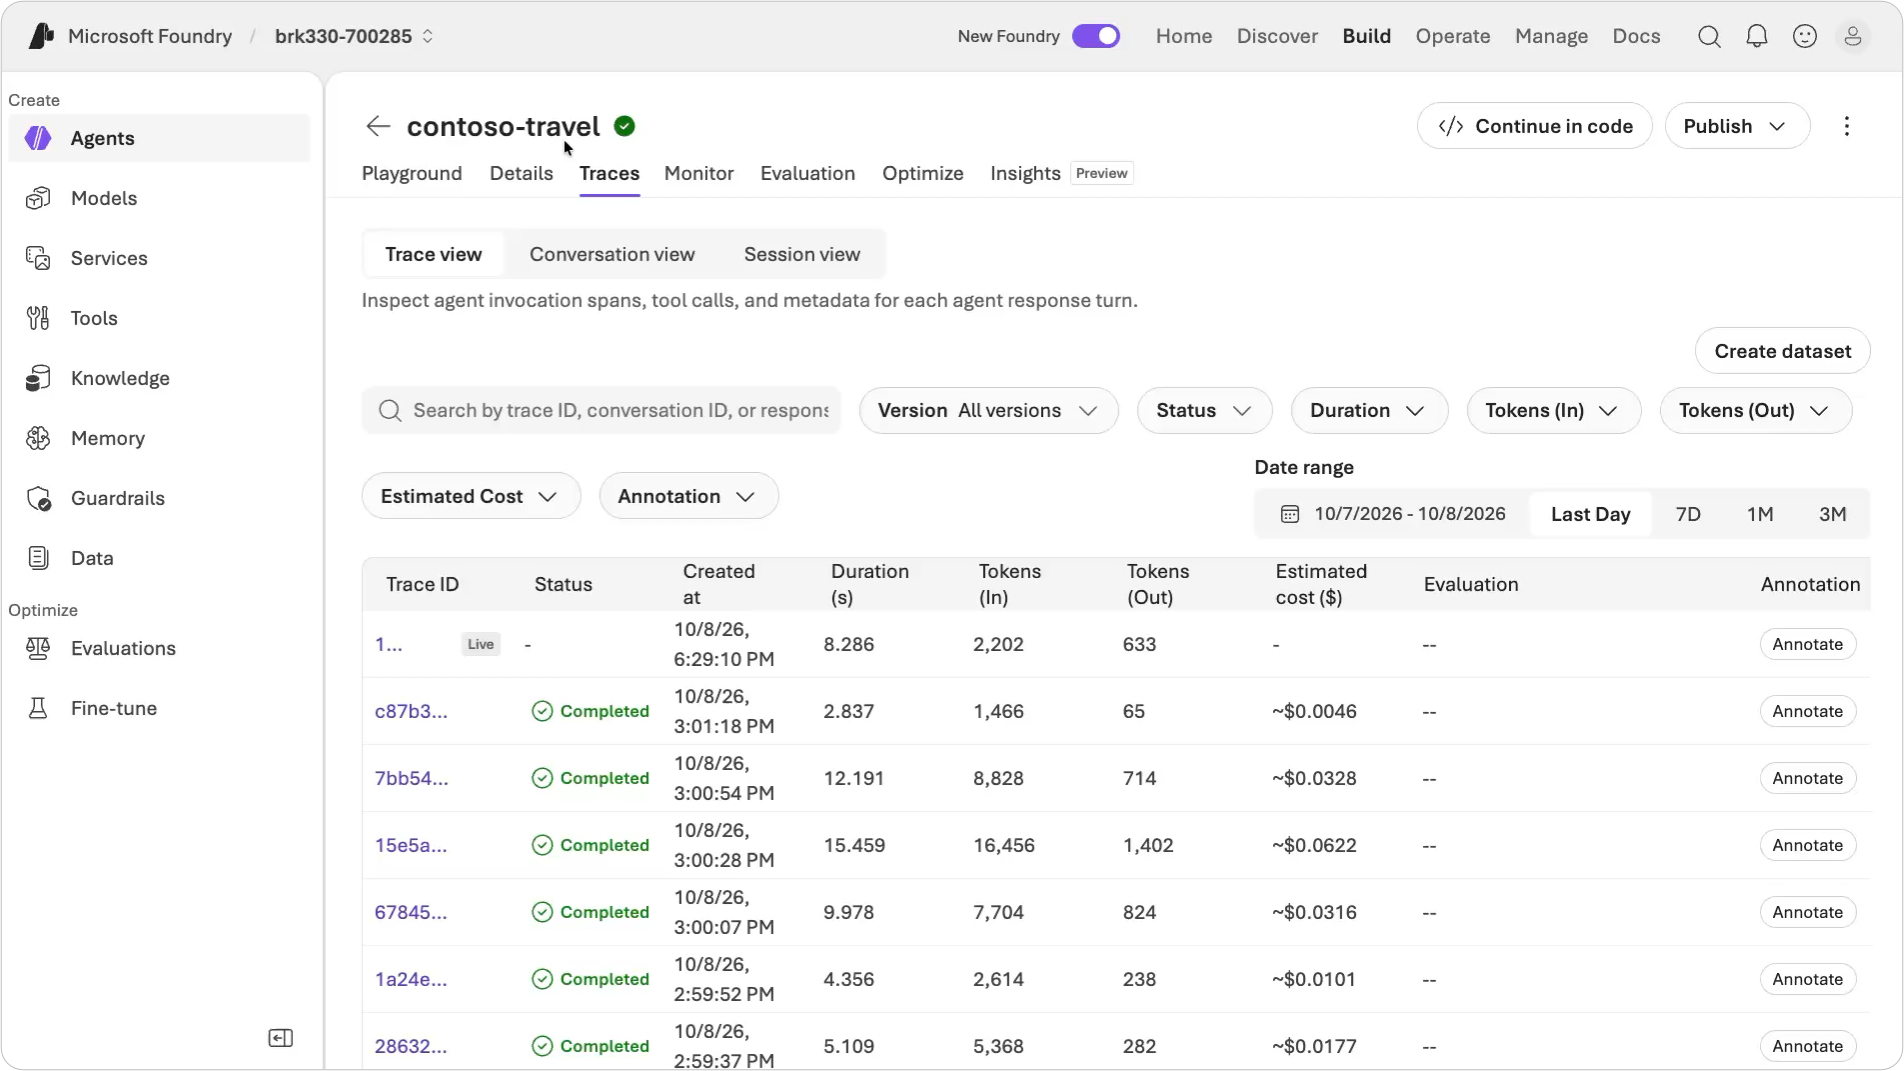 Microsoft Foundry / brk330-700285
New Foundry Home Discover Build Operate Manage Docs
Create
Agents
Models
Services
Tools
Knowledge
Memory
Guardrails
Data
Optimize
Evaluations
Fine-tune
contoso-travel
</> Continue in code Publish
Playground Details Traces Monitor Evaluation Optimize Insights Preview
Trace view Conversation view Session view
Inspect agent invocation spans, tool calls, and metadata for each agent response turn.
Create dataset
Search by trace ID, conversation ID, or respons Version All versions Status Duration Tokens (In) Tokens (Out)
Estimated Cost Annotation
Date range
10/7/2026 - 10/8/2026 Last Day 7D 1M 3M
Trace ID Status Created at Duration (s) Tokens (In) Tokens (Out) Estimated cost ($) Evaluation Annotation
1... Live - 10/8/26, 6:29:10 PM 8.286 2,202 633 - -- Annotate
c87b3... Completed 10/8/26, 3:01:18 PM 2.837 1,466 65 ~$0.0046 -- Annotate
7bb54... Completed 10/8/26, 3:00:54 PM 12.191 8,828 714 ~$0.0328 -- Annotate
15e5a... Completed 10/8/26, 3:00:28 PM 15.459 16,456 1,402 ~$0.0622 -- Annotate
67845... Completed 10/8/26, 3:00:07 PM 9.978 7,704 824 ~$0.0316 -- Annotate
1a24e... Completed 10/8/26, 2:59:52 PM 4.356 2,614 238 ~$0.0101 -- Annotate
28632... Completed 10/8/26, 2:59:37 PM 5.109 5,368 282 ~$0.0177 -- Annotate